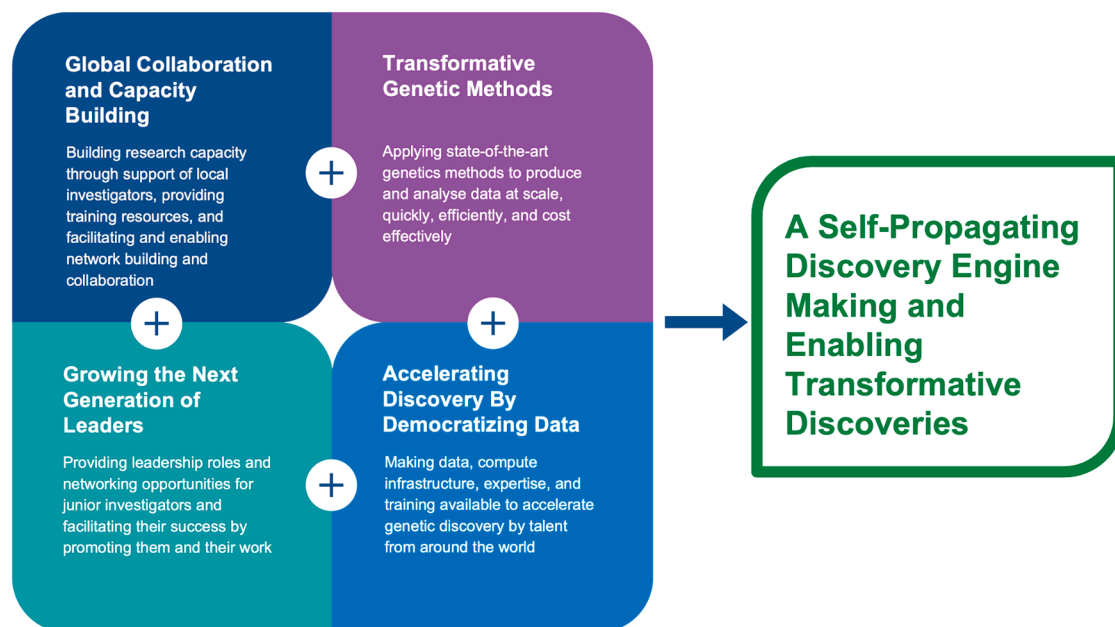 Global Collaboration
and Capacity
Building
Building research capacity
through support of local
investigators, providing
training resources, and
facilitating and enabling
network building and
collaboration
+
Transformative
Genetic Methods
Applying state-of-the-art
genetics methods to produce
and analyse data at scale,
quickly, efficiently, and cost
effectively
+
+
Growing the Next
Generation of
Leaders
Providing leadership roles and
networking opportunities for
junior investigators and
facilitating their success by
promoting them and their work
+
Accelerating
Discovery By
Democratizing Data
Making data, compute
infrastructure, expertise, and
training available to accelerate
genetic discovery by talent
from around the world
A Self-Propagating
Discovery Engine
Making and
Enabling
Transformative
Discoveries